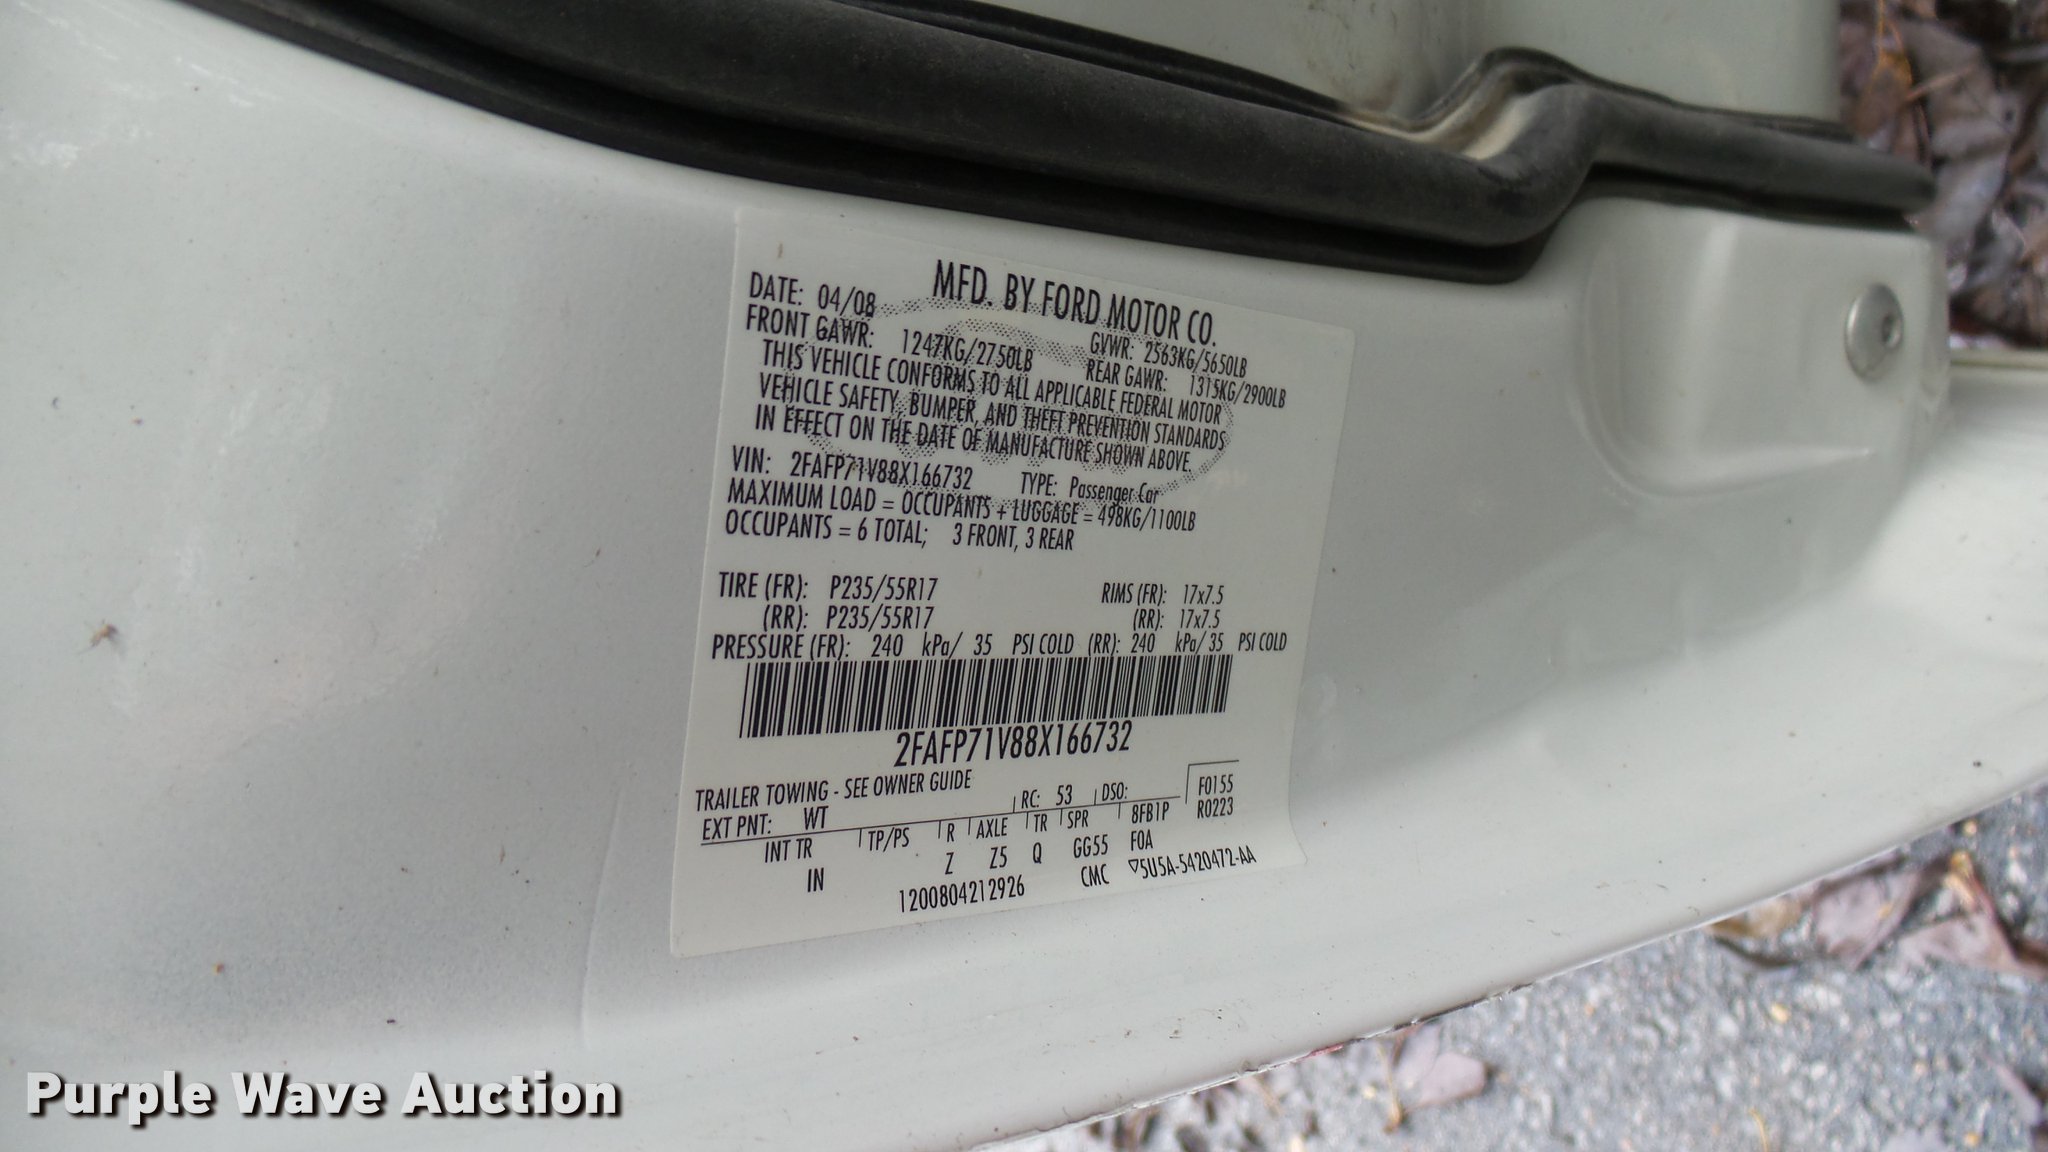 MFD. BY FORD MOTOR CO.
DATE: 04/08 GVWR: 2563KG/5650LB
FRONT GAWR: 1247KG/2750LB REAR GAWR: 1315KG/2900LB
THIS VEHICLE CONFORMS TO ALL APPLICABLE FEDERAL MOTOR
VEHICLE SAFETY, BUMPER, AND THEFT PREVENTION STANDARDS
IN EFFECT ON THE DATE OF MANUFACTURE SHOWN ABOVE.
VIN: 2FAFP71V88X166732 TYPE: Passenger Car
MAXIMUM LOAD = OCCUPANTS + LUGGAGE = 498KG/1100LB
OCCUPANTS = 6 TOTAL; 3 FRONT, 3 REAR
TIRE (FR): P235/55R17 RIMS (FR): 17x7.5
(RR): P235/55R17 (RR): 17x7.5
PRESSURE (FR): 240 kPa/ 35 PSI COLD (RR): 240 kPa/ 35 PSI COLD
2FAFP71V88X166732
TRAILER TOWING - SEE OWNER GUIDE
EXT PNT: WT RC: 53 DSO: F0155
INT TR TP/PS R AXLE TR SPR 8FB1P R0223
IN Z Z5 Q GG55 F0A
1200804212926 CMC ▽5U5A-5420472-AA
Purple Wave Auction